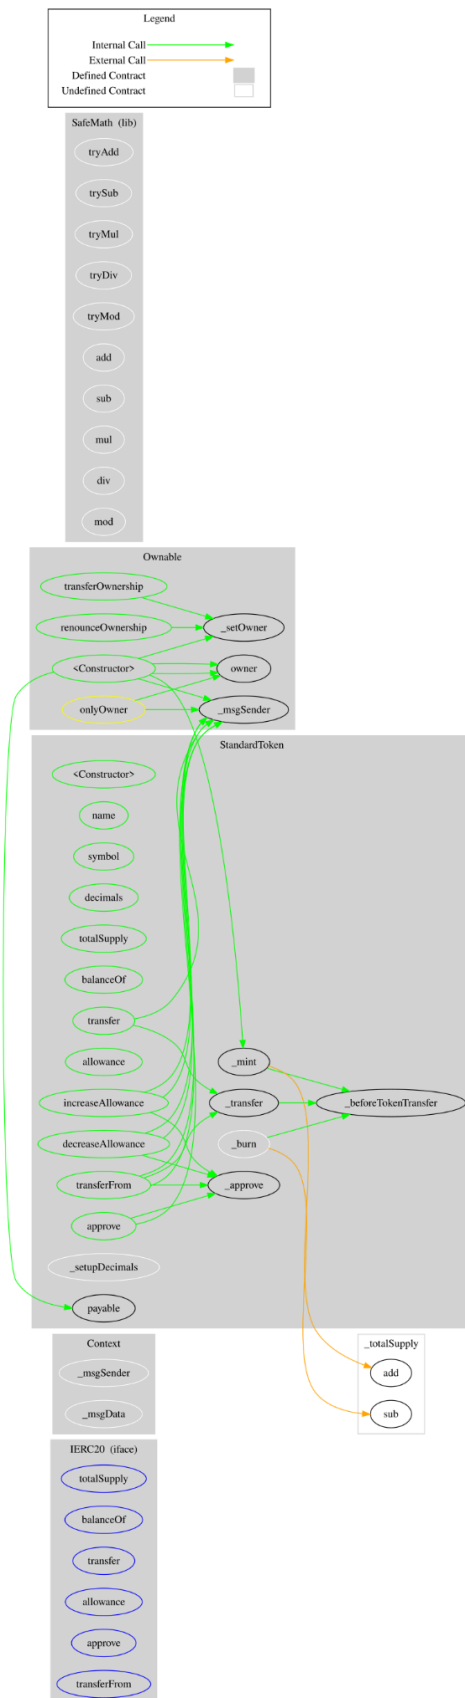 Legend
Internal Call
External Call
Defined Contract
Undefined Contract
SafeMath (lib)
tryAdd
trySub
tryMul
tryDiv
tryMod
add
sub
mul
div
mod
Ownable
transferOwnership
renounceOwnership
_setOwner
<Constructor>
owner
onlyOwner
_msgSender
StandardToken
<Constructor>
name
symbol
decimals
totalSupply
balanceOf
transfer
allowance
_mint
increaseAllowance
_transfer
_beforeTokenTransfer
decreaseAllowance
_burn
transferFrom
_approve
approve
_setupDecimals
payable
Context
_msgSender
_msgData
_totalSupply
add
sub
IERC20 (iface)
totalSupply
balanceOf
transfer
allowance
approve
transferFrom